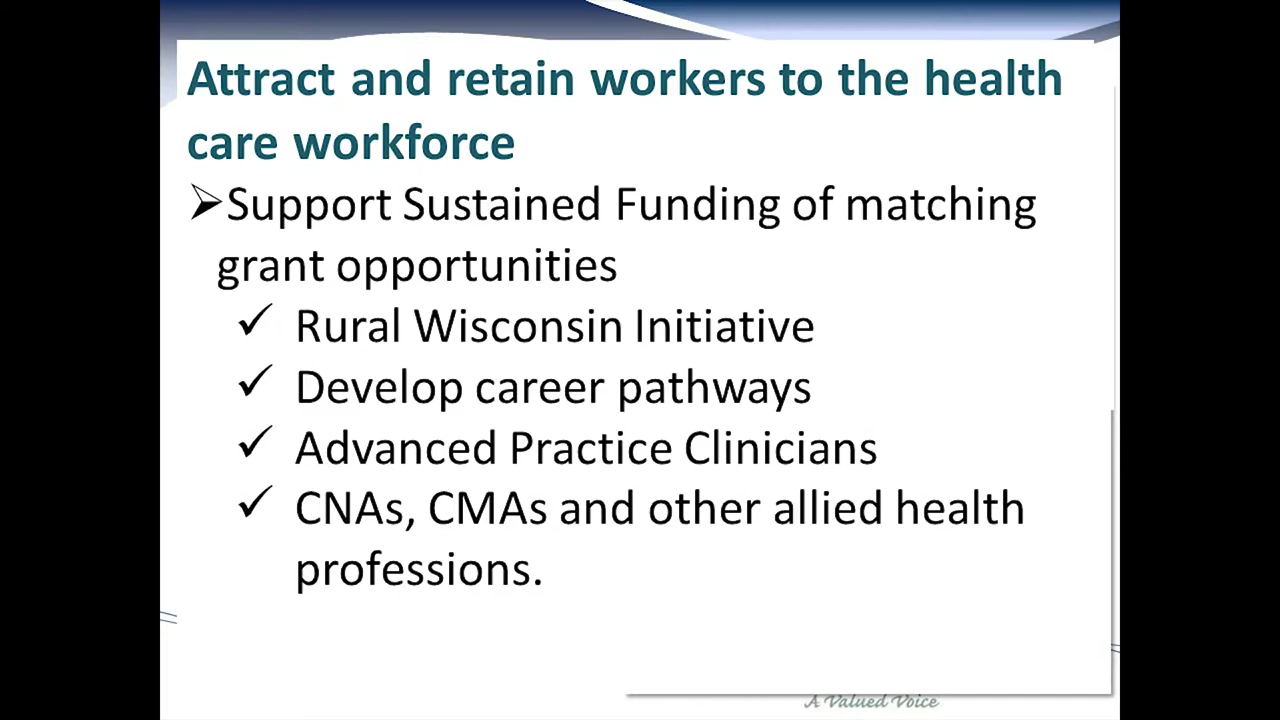 Attract and retain workers to the health
care workforce
➢Support Sustained Funding of matching
grant opportunities
✓ Rural Wisconsin Initiative
✓ Develop career pathways
✓ Advanced Practice Clinicians
✓ CNAs, CMAs and other allied health
professions.
A Valued Voice